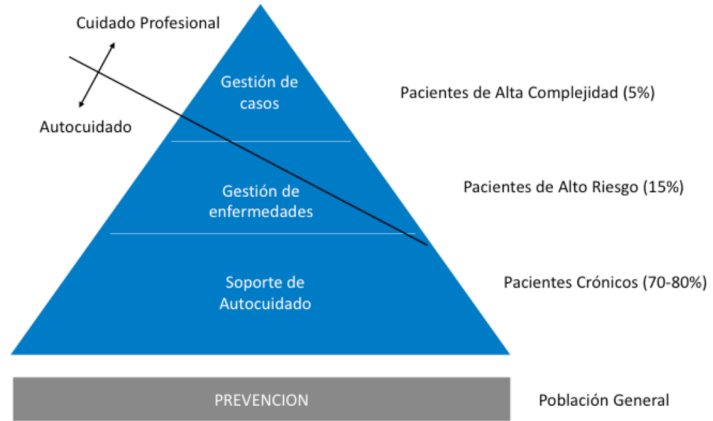 Cuidado Profesional
Autocuidado
Gestión de
casos
Pacientes de Alta Complejidad (5%)
Gestión de
enfermedades
Pacientes de Alto Riesgo (15%)
Soporte de
Autocuidado
Pacientes Crónicos (70-80%)
PREVENCION
Población General